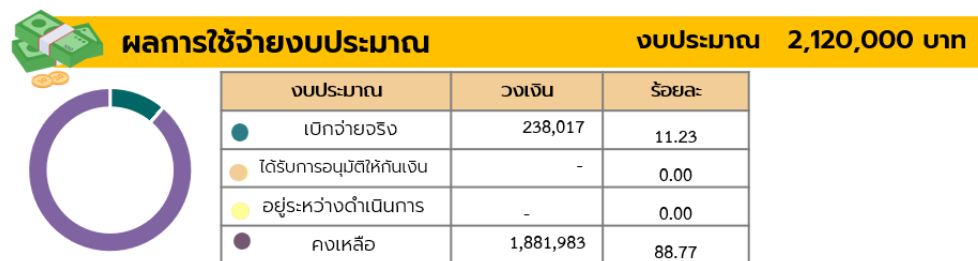 ผลการใช้จ่ายงบประมาณ งบประมาณ 2,120,000 บาท
งบประมาณ วงเงิน ร้อยละ
เบิกจ่ายจริง 238,017 11.23
ได้รับการอนุมัติให้กันเงิน - 0.00
อยู่ระหว่างดำเนินการ - 0.00
คงเหลือ 1,881,983 88.77